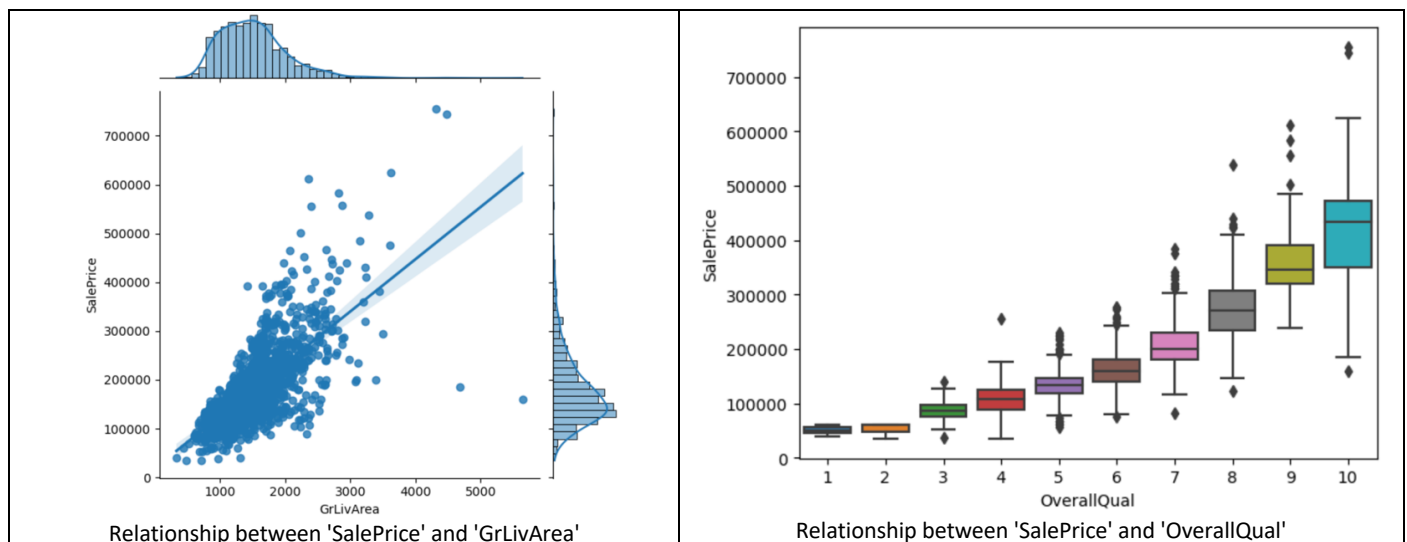 700000
600000
500000
400000
300000
200000
100000
0
SalePrice
1000 2000 3000 4000 5000
GrLivArea
Relationship between 'SalePrice' and 'GrLivArea'
700000
600000
500000
400000
300000
200000
100000
0
SalePrice
1 2 3 4 5 6 7 8 9 10
OverallQual
Relationship between 'SalePrice' and 'OverallQual'